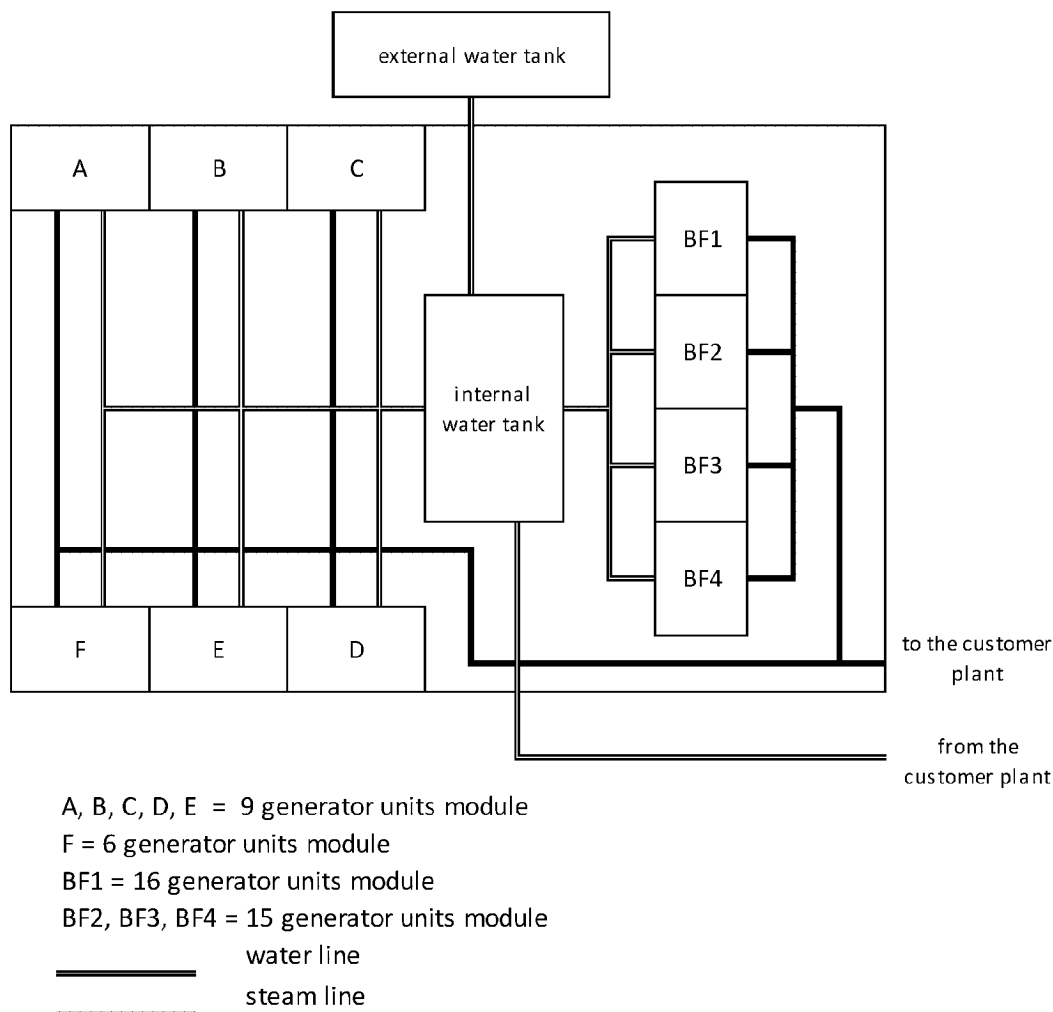 external water tank
A
B
C
BF1
BF2
internal
water tank
BF3
BF4
F
E
D
to the customer
plant
from the
customer plant
A, B, C, D, E = 9 generator units module
F = 6 generator units module
BF1 = 16 generator units module
BF2, BF3, BF4 = 15 generator units module
water line
steam line